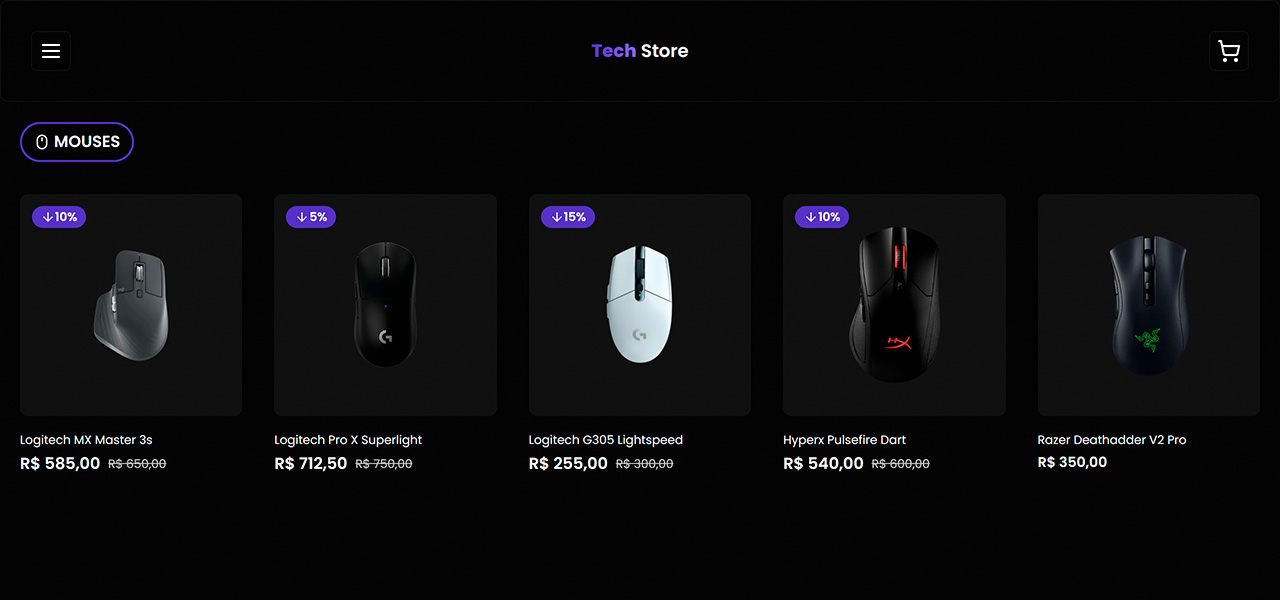 Tech Store
MOUSES
↓10%
↓5%
↓15%
↓10%
Logitech MX Master 3s
R$ 585,00 R$ 650,00
Logitech Pro X Superlight
R$ 712,50 R$ 750,00
Logitech G305 Lightspeed
R$ 255,00 R$ 300,00
Hyperx Pulsefire Dart
R$ 540,00 R$ 600,00
Razer Deathadder V2 Pro
R$ 350,00